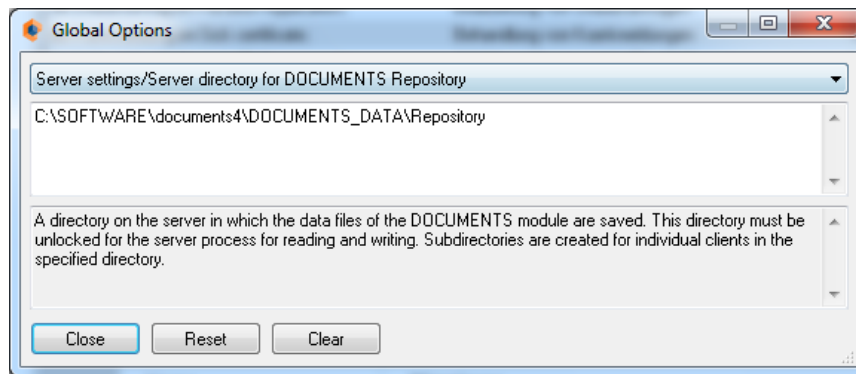 Global Options
Server settings/Server directory for DOCUMENTS Repository
C:\SOFTWARE\documents4\DOCUMENTS_DATA\Repository
A directory on the server in which the data files of the DOCUMENTS module are saved. This directory must be
unlocked for the server process for reading and writing. Subdirectories are created for individual clients in the
specified directory.
Close Reset Clear